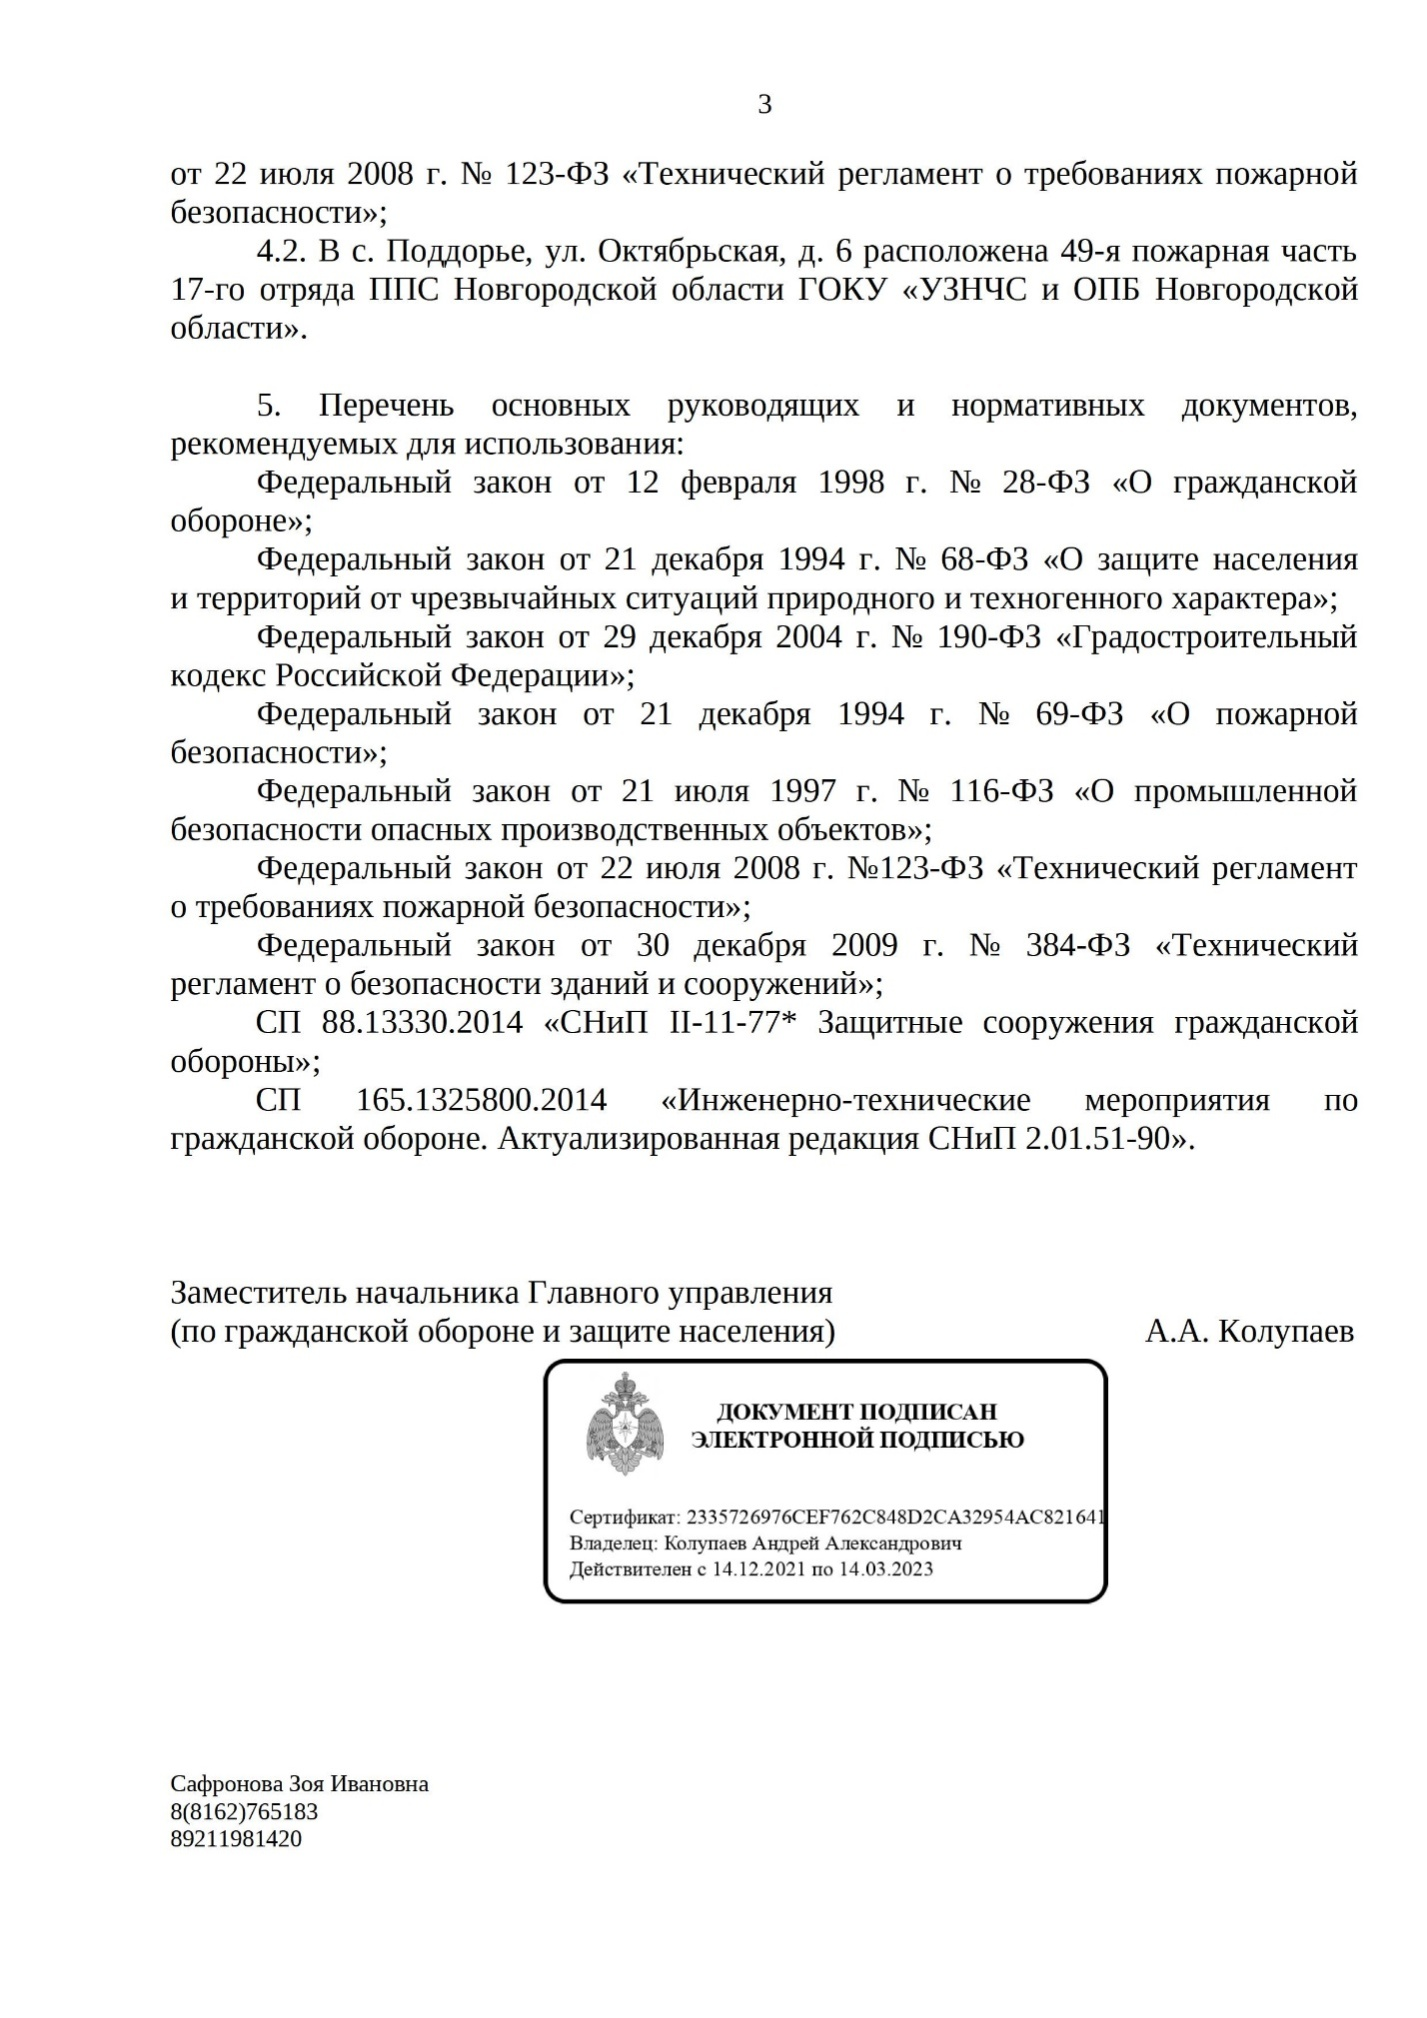 3
от 22 июля 2008 г. № 123-ФЗ «Технический регламент о требованиях пожарной
безопасности»;
4.2. В с. Поддорье, ул. Октябрьская, д. 6 расположена 49-я пожарная часть
17-го отряда ППС Новгородской области ГОКУ «УЗНЧС и ОПБ Новгородской
области».
5. Перечень основных руководящих и нормативных документов,
рекомендуемых для использования:
Федеральный закон от 12 февраля 1998 г. № 28-ФЗ «О гражданской
обороне»;
Федеральный закон от 21 декабря 1994 г. № 68-ФЗ «О защите населения
и территорий от чрезвычайных ситуаций природного и техногенного характера»;
Федеральный закон от 29 декабря 2004 г. № 190-ФЗ «Градостроительный
кодекс Российской Федерации»;
Федеральный закон от 21 декабря 1994 г. № 69-ФЗ «О пожарной
безопасности»;
Федеральный закон от 21 июля 1997 г. № 116-ФЗ «О промышленной
безопасности опасных производственных объектов»;
Федеральный закон от 22 июля 2008 г. №123-ФЗ «Технический регламент
о требованиях пожарной безопасности»;
Федеральный закон от 30 декабря 2009 г. № 384-ФЗ «Технический
регламент о безопасности зданий и сооружений»;
СП 88.13330.2014 «СНиП II-11-77* Защитные сооружения гражданской
обороны»;
СП 165.1325800.2014 «Инженерно-технические мероприятия по
гражданской обороне. Актуализированная редакция СНиП 2.01.51-90».
Заместитель начальника Главного управления
(по гражданской обороне и защите населения) А.А. Колупаев
ДОКУМЕНТ ПОДПИСАН
ЭЛЕКТРОННОЙ ПОДПИСЬЮ
Сертификат: 2335726976CEF762C848D2CA32954AC821641
Владелец: Колупаев Андрей Александрович
Действителен с 14.12.2021 по 14.03.2023
Сафронова Зоя Ивановна
8(8162)765183
89211981420